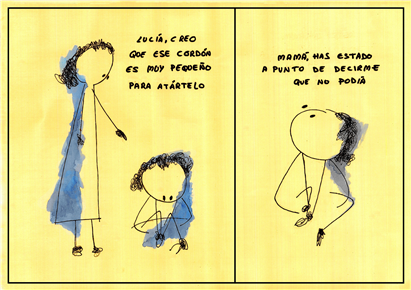 LUCÍA, CREO
QUE ESE CORDÓN
ES MUY PEQUEÑO
PARA ATÁRTELO
MAMÁ, HAS ESTADO
A PUNTO DE DECIRME
QUE NO PODÍA